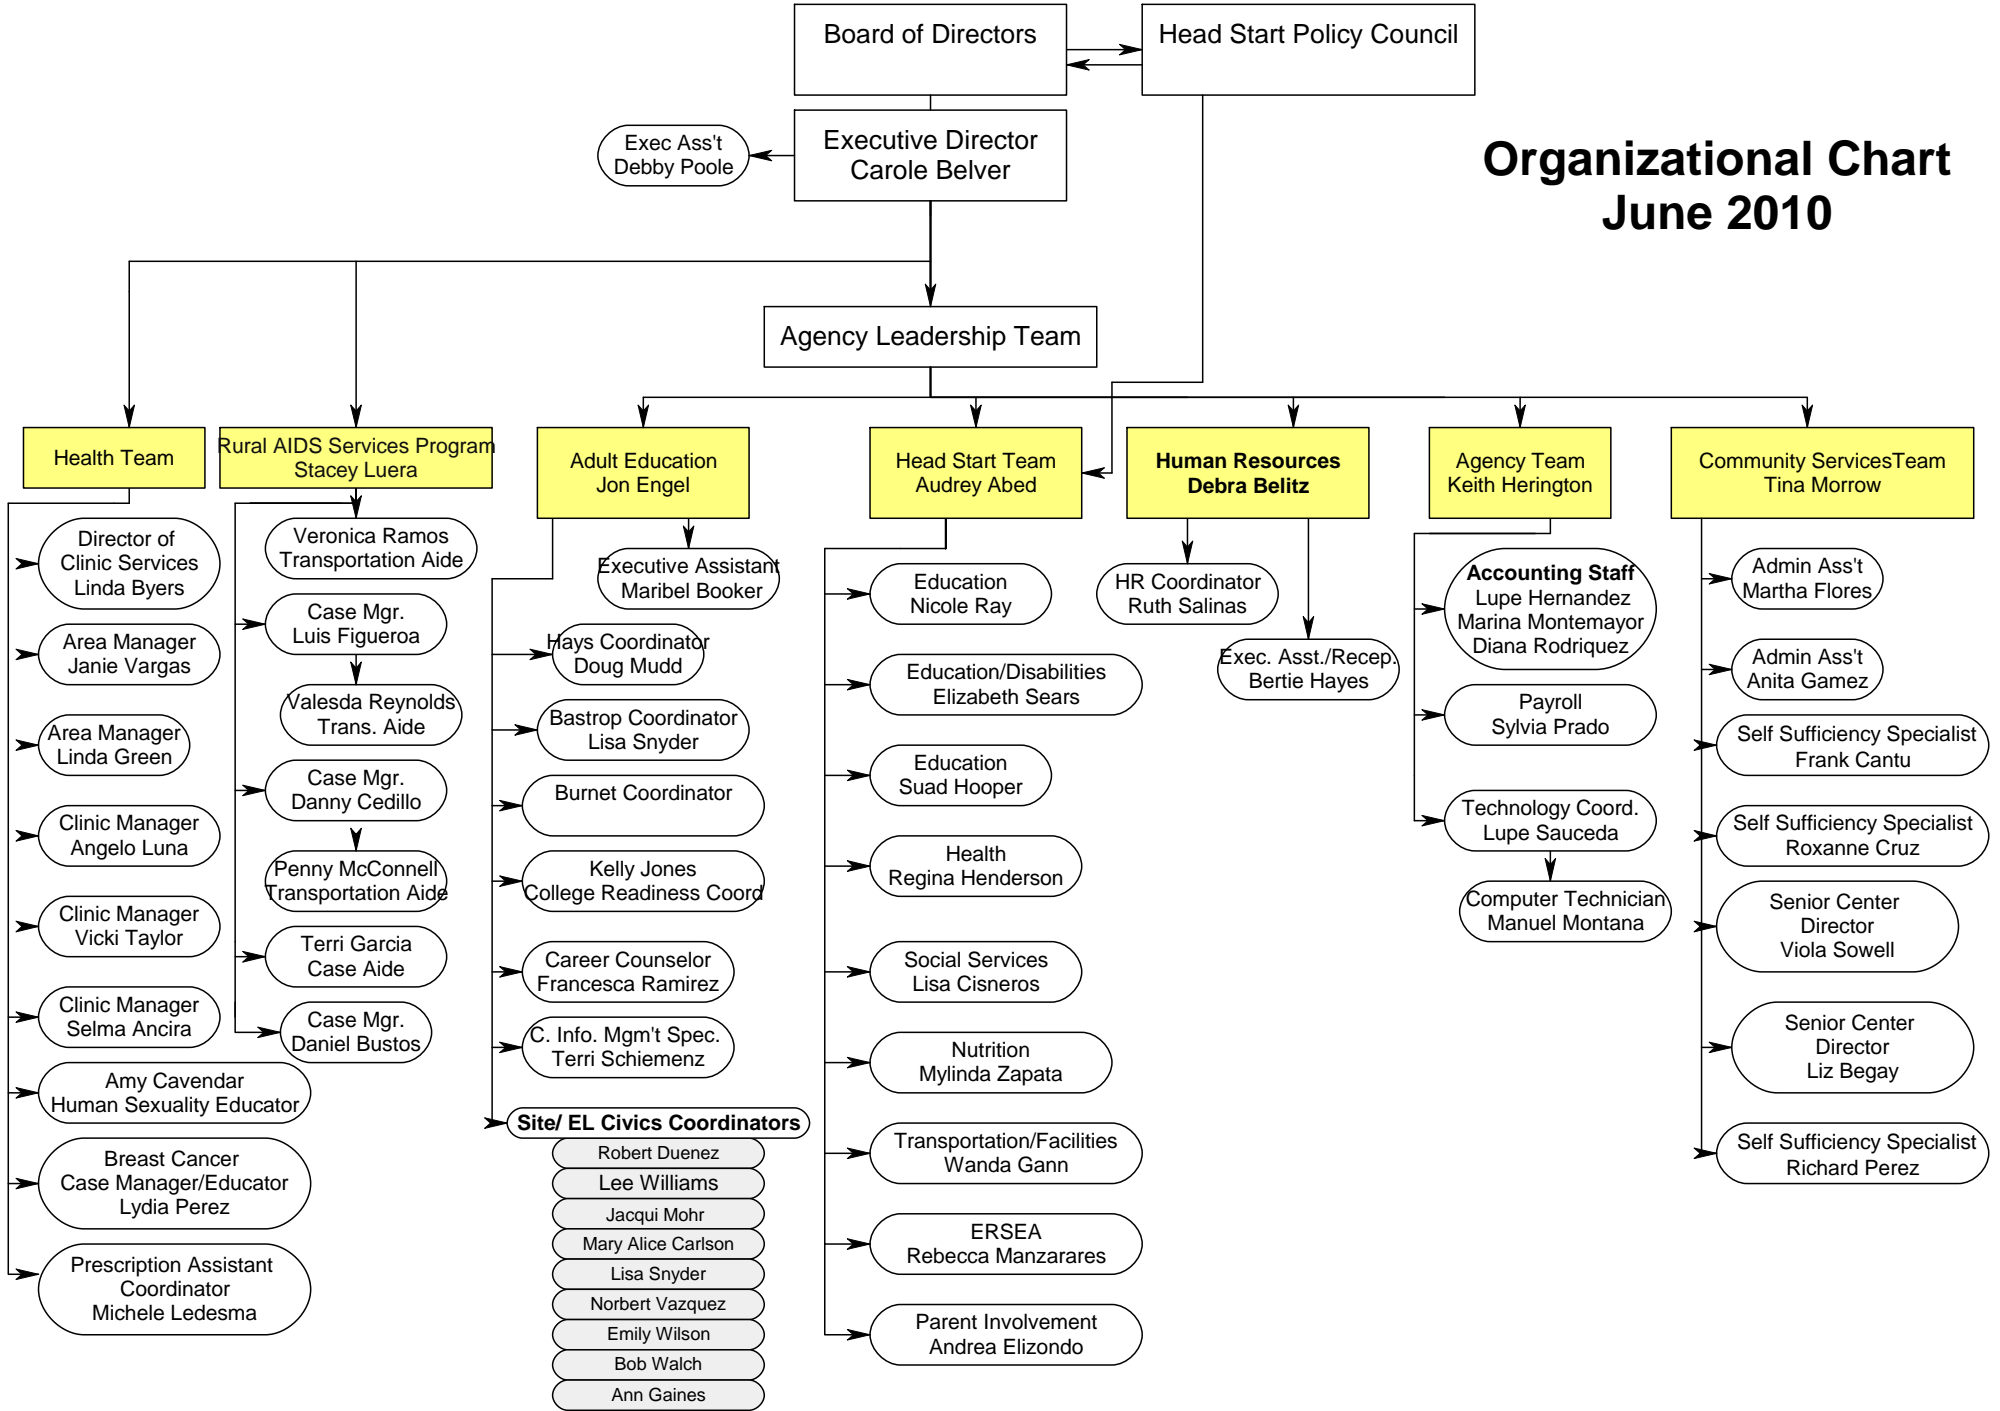 Board of Directors
Head Start Policy Council
Executive Director
Carole Belver
Exec Ass't
Debby Poole
Organizational Chart
June 2010
Agency Leadership Team
Health Team
Director of
Clinic Services
Linda Byers
Area Manager
Janie Vargas
Area Manager
Linda Green
Clinic Manager
Angelo Luna
Clinic Manager
Vicki Taylor
Clinic Manager
Selma Ancira
Amy Cavendar
Human Sexuality Educator
Breast Cancer
Case Manager/Educator
Lydia Perez
Prescription Assistant
Coordinator
Michele Ledesma
Rural AIDS Services Program
Stacey Luera
Veronica Ramos
Transportation Aide
Case Mgr.
Luis Figueroa
Valesda Reynolds
Trans. Aide
Case Mgr.
Danny Cedillo
Penny McConnell
Transportation Aide
Terri Garcia
Case Aide
Case Mgr.
Daniel Bustos
Adult Education
Jon Engel
Executive Assistant
Maribel Booker
Hays Coordinator
Doug Mudd
Bastrop Coordinator
Lisa Snyder
Burnet Coordinator
Kelly Jones
College Readiness Coord
Career Counselor
Francesca Ramirez
C. Info. Mgm't Spec.
Terri Schiemenz
Site/ EL Civics Coordinators
Robert Duenez
Lee Williams
Jacqui Mohr
Mary Alice Carlson
Lisa Snyder
Norbert Vazquez
Emily Wilson
Bob Walch
Ann Gaines
Head Start Team
Audrey Abed
Education
Nicole Ray
Education/Disabilities
Elizabeth Sears
Education
Suad Hooper
Health
Regina Henderson
Social Services
Lisa Cisneros
Nutrition
Mylinda Zapata
Transportation/Facilities
Wanda Gann
ERSEA
Rebecca Manzarares
Parent Involvement
Andrea Elizondo
Human Resources
Debra Belitz
HR Coordinator
Ruth Salinas
Exec. Asst./Recep.
Bertie Hayes
Agency Team
Keith Herington
Accounting Staff
Lupe Hernandez
Marina Montemayor
Diana Rodriquez
Payroll
Sylvia Prado
Technology Coord.
Lupe Sauceda
Computer Technician
Manuel Montana
Community ServicesTeam
Tina Morrow
Admin Ass't
Martha Flores
Admin Ass't
Anita Gamez
Self Sufficiency Specialist
Frank Cantu
Self Sufficiency Specialist
Roxanne Cruz
Senior Center
Director
Viola Sowell
Senior Center
Director
Liz Begay
Self Sufficiency Specialist
Richard Perez